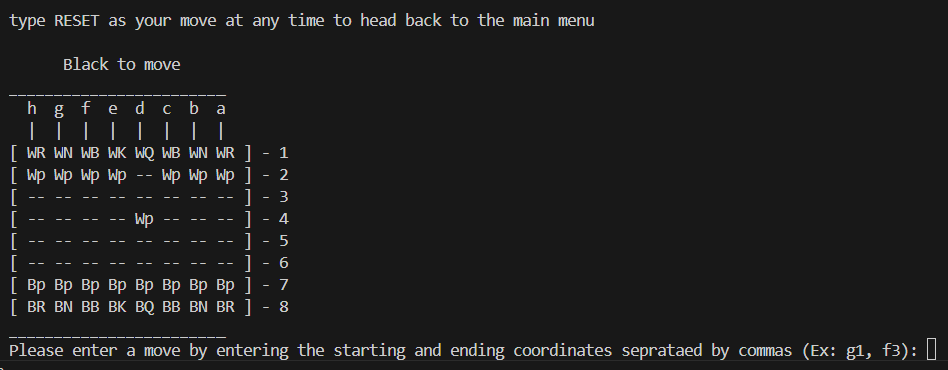 type RESET as your move at any time to head back to the main menu
Black to move
________________________
h g f e d c b a
| | | | | | | |
[ WR WN WB WK WQ WB WN WR ] - 1
[ Wp Wp Wp Wp -- Wp Wp Wp ] - 2
[ -- -- -- -- -- -- -- -- ] - 3
[ -- -- -- -- Wp -- -- -- ] - 4
[ -- -- -- -- -- -- -- -- ] - 5
[ -- -- -- -- -- -- -- -- ] - 6
[ Bp Bp Bp Bp Bp Bp Bp Bp ] - 7
[ BR BN BB BK BQ BB BN BR ] - 8
________________________
Please enter a move by entering the starting and ending coordinates seprataed by commas (Ex: g1, f3):